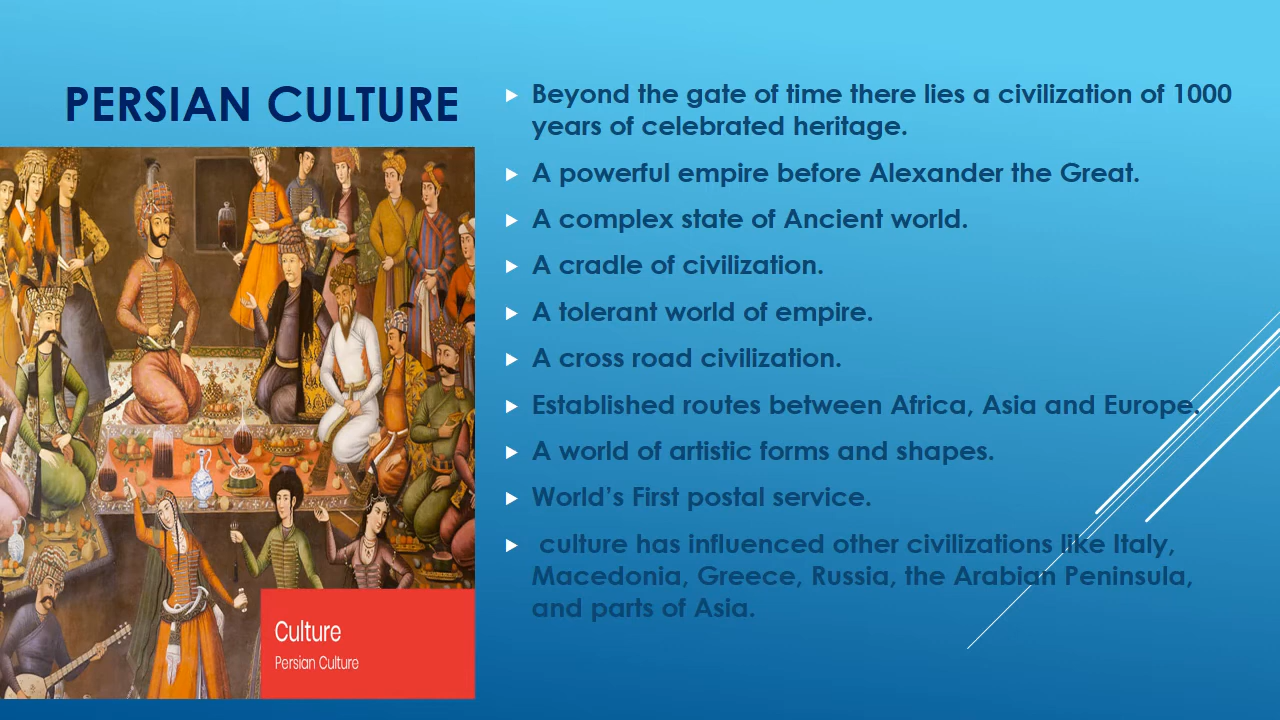 PERSIAN CULTURE
Beyond the gate of time there lies a civilization of 1000
years of celebrated heritage.
A powerful empire before Alexander the Great.
A complex state of Ancient world.
A cradle of civilization.
A tolerant world of empire.
A cross road civilization.
Established routes between Africa, Asia and Europe.
A world of artistic forms and shapes.
World’s First postal service.
culture has influenced other civilizations like Italy,
Macedonia, Greece, Russia, the Arabian Peninsula,
and parts of Asia.
Culture
Persian Culture